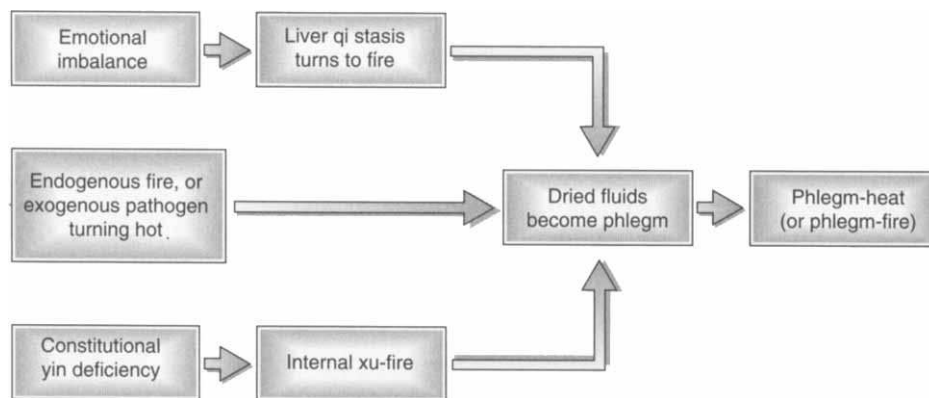 Emotional
imbalance
Liver qi stasis
turns to fire
Endogenous fire, or
exogenous pathogen
turning hot.
Dried fluids
become phlegm
Phlegm-heat
(or phlegm-fire)
Constitutional
yin deficiency
Internal xu-fire